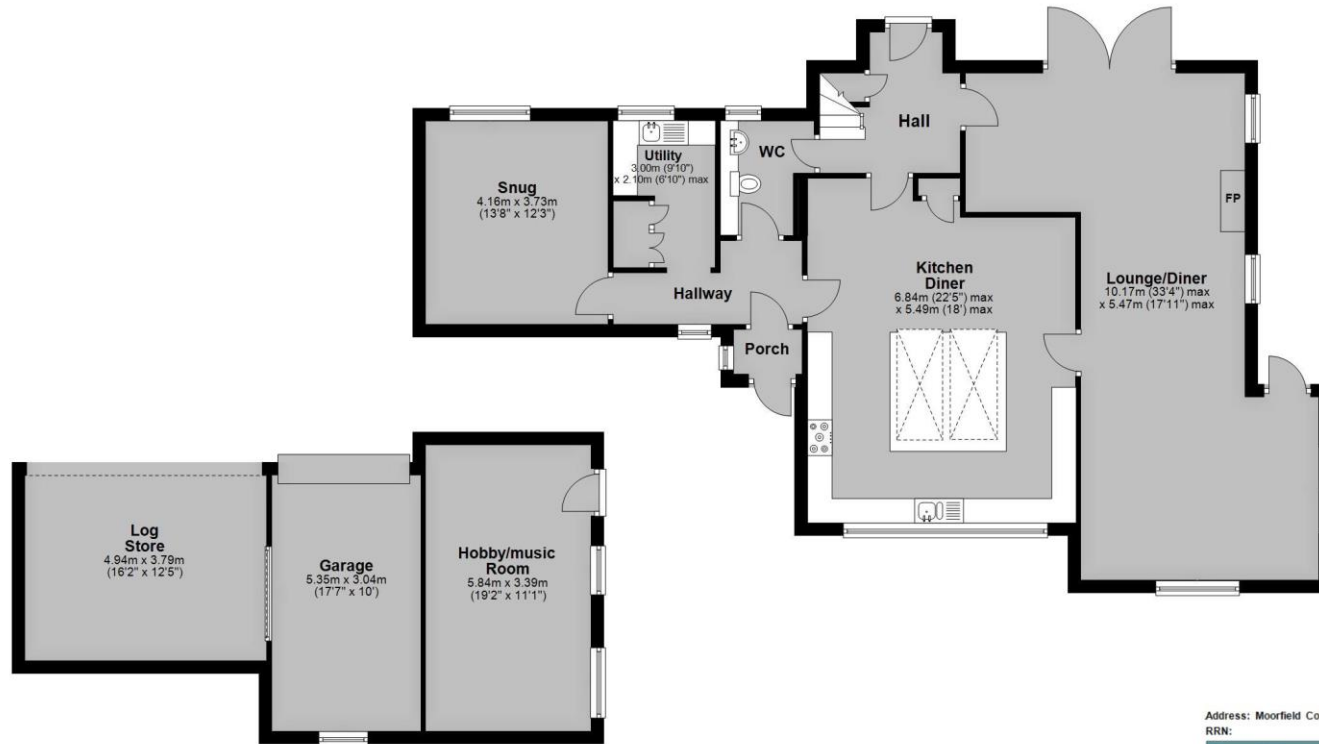 Hall
WC
Utility
3.00m (9'10")
x 2.10m (6'10") max
Snug
4.16m x 3.73m
(13'8" x 12'3")
FP
Kitchen
Diner
6.84m (22'5") max
x 5.49m (18') max
Lounge/Diner
10.17m (33'4") max
x 5.47m (17'11") max
Hallway
Porch
Log
Store
4.94m x 3.79m
(16'2" x 12'5")
Garage
5.35m x 3.04m
(17'7" x 10')
Hobby/music
Room
5.84m x 3.39m
(19'2" x 11'1")
Address: Moorfield Co
RRN: